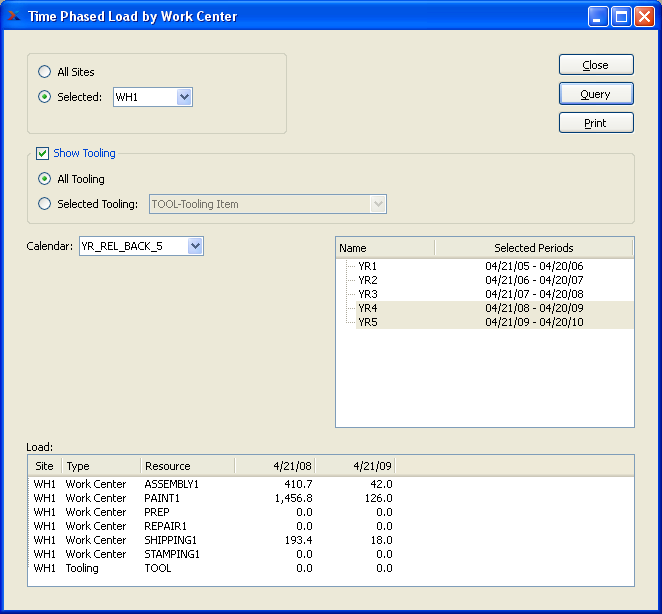 Time Phased Load by Work Center
All Sites
Selected: WH1
Close
Query
Print
Show Tooling
All Tooling
Selected Tooling: TOOL-Tooling Item
Calendar: YR_REL_BACK_5
Name Selected Periods
YR1 04/21/05 - 04/20/06
YR2 04/21/06 - 04/20/07
YR3 04/21/07 - 04/20/08
YR4 04/21/08 - 04/20/09
YR5 04/21/09 - 04/20/10
Load:
Site Type Resource 4/21/08 4/21/09
WH1 Work Center ASSEMBLY1 410.7 42.0
WH1 Work Center PAINT1 1,456.8 126.0
WH1 Work Center PREP 0.0 0.0
WH1 Work Center REPAIR1 0.0 0.0
WH1 Work Center SHIPPING1 193.4 18.0
WH1 Work Center STAMPING1 0.0 0.0
WH1 Tooling TOOL 0.0 0.0